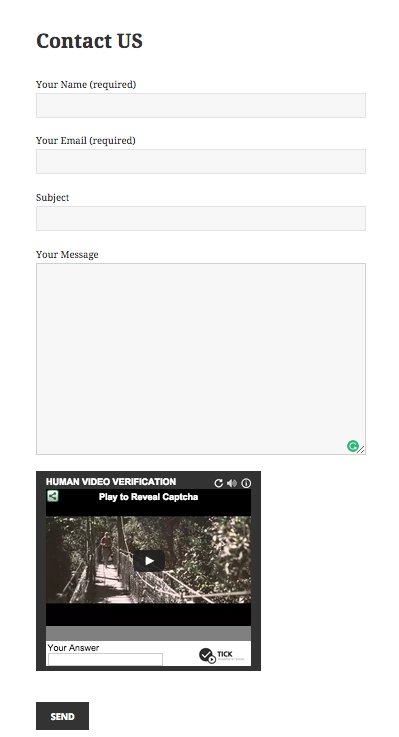 Contact US
Your Name (required)
Your Email (required)
Subject
Your Message
HUMAN VIDEO VERIFICATION
Play to Reveal Captcha
Your Answer
TICK
SEND